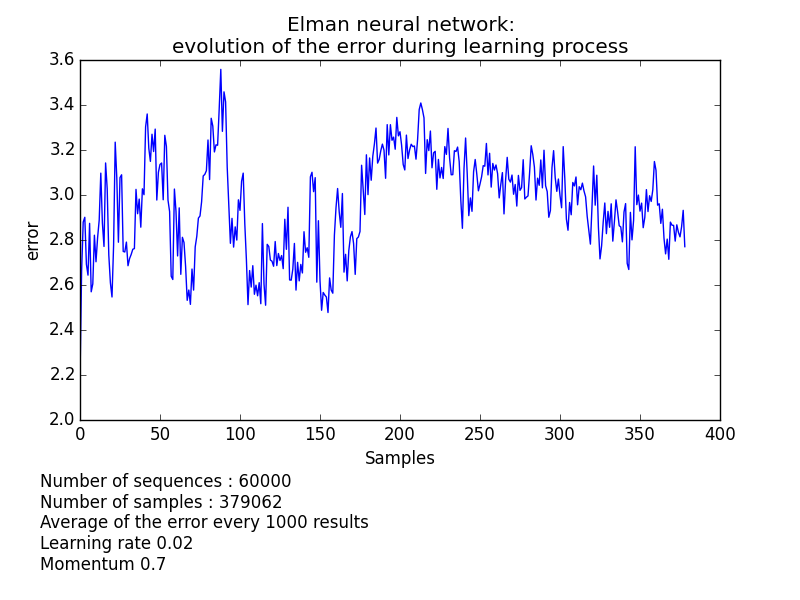 Elman neural network:
evolution of the error during learning process
3.6
3.4
3.2
3.0
2.8
2.6
2.4
2.2
2.0
error
0 50 100 150 200 250 300 350 400
Samples
Number of sequences : 60000
Number of samples : 379062
Average of the error every 1000 results
Learning rate 0.02
Momentum 0.7